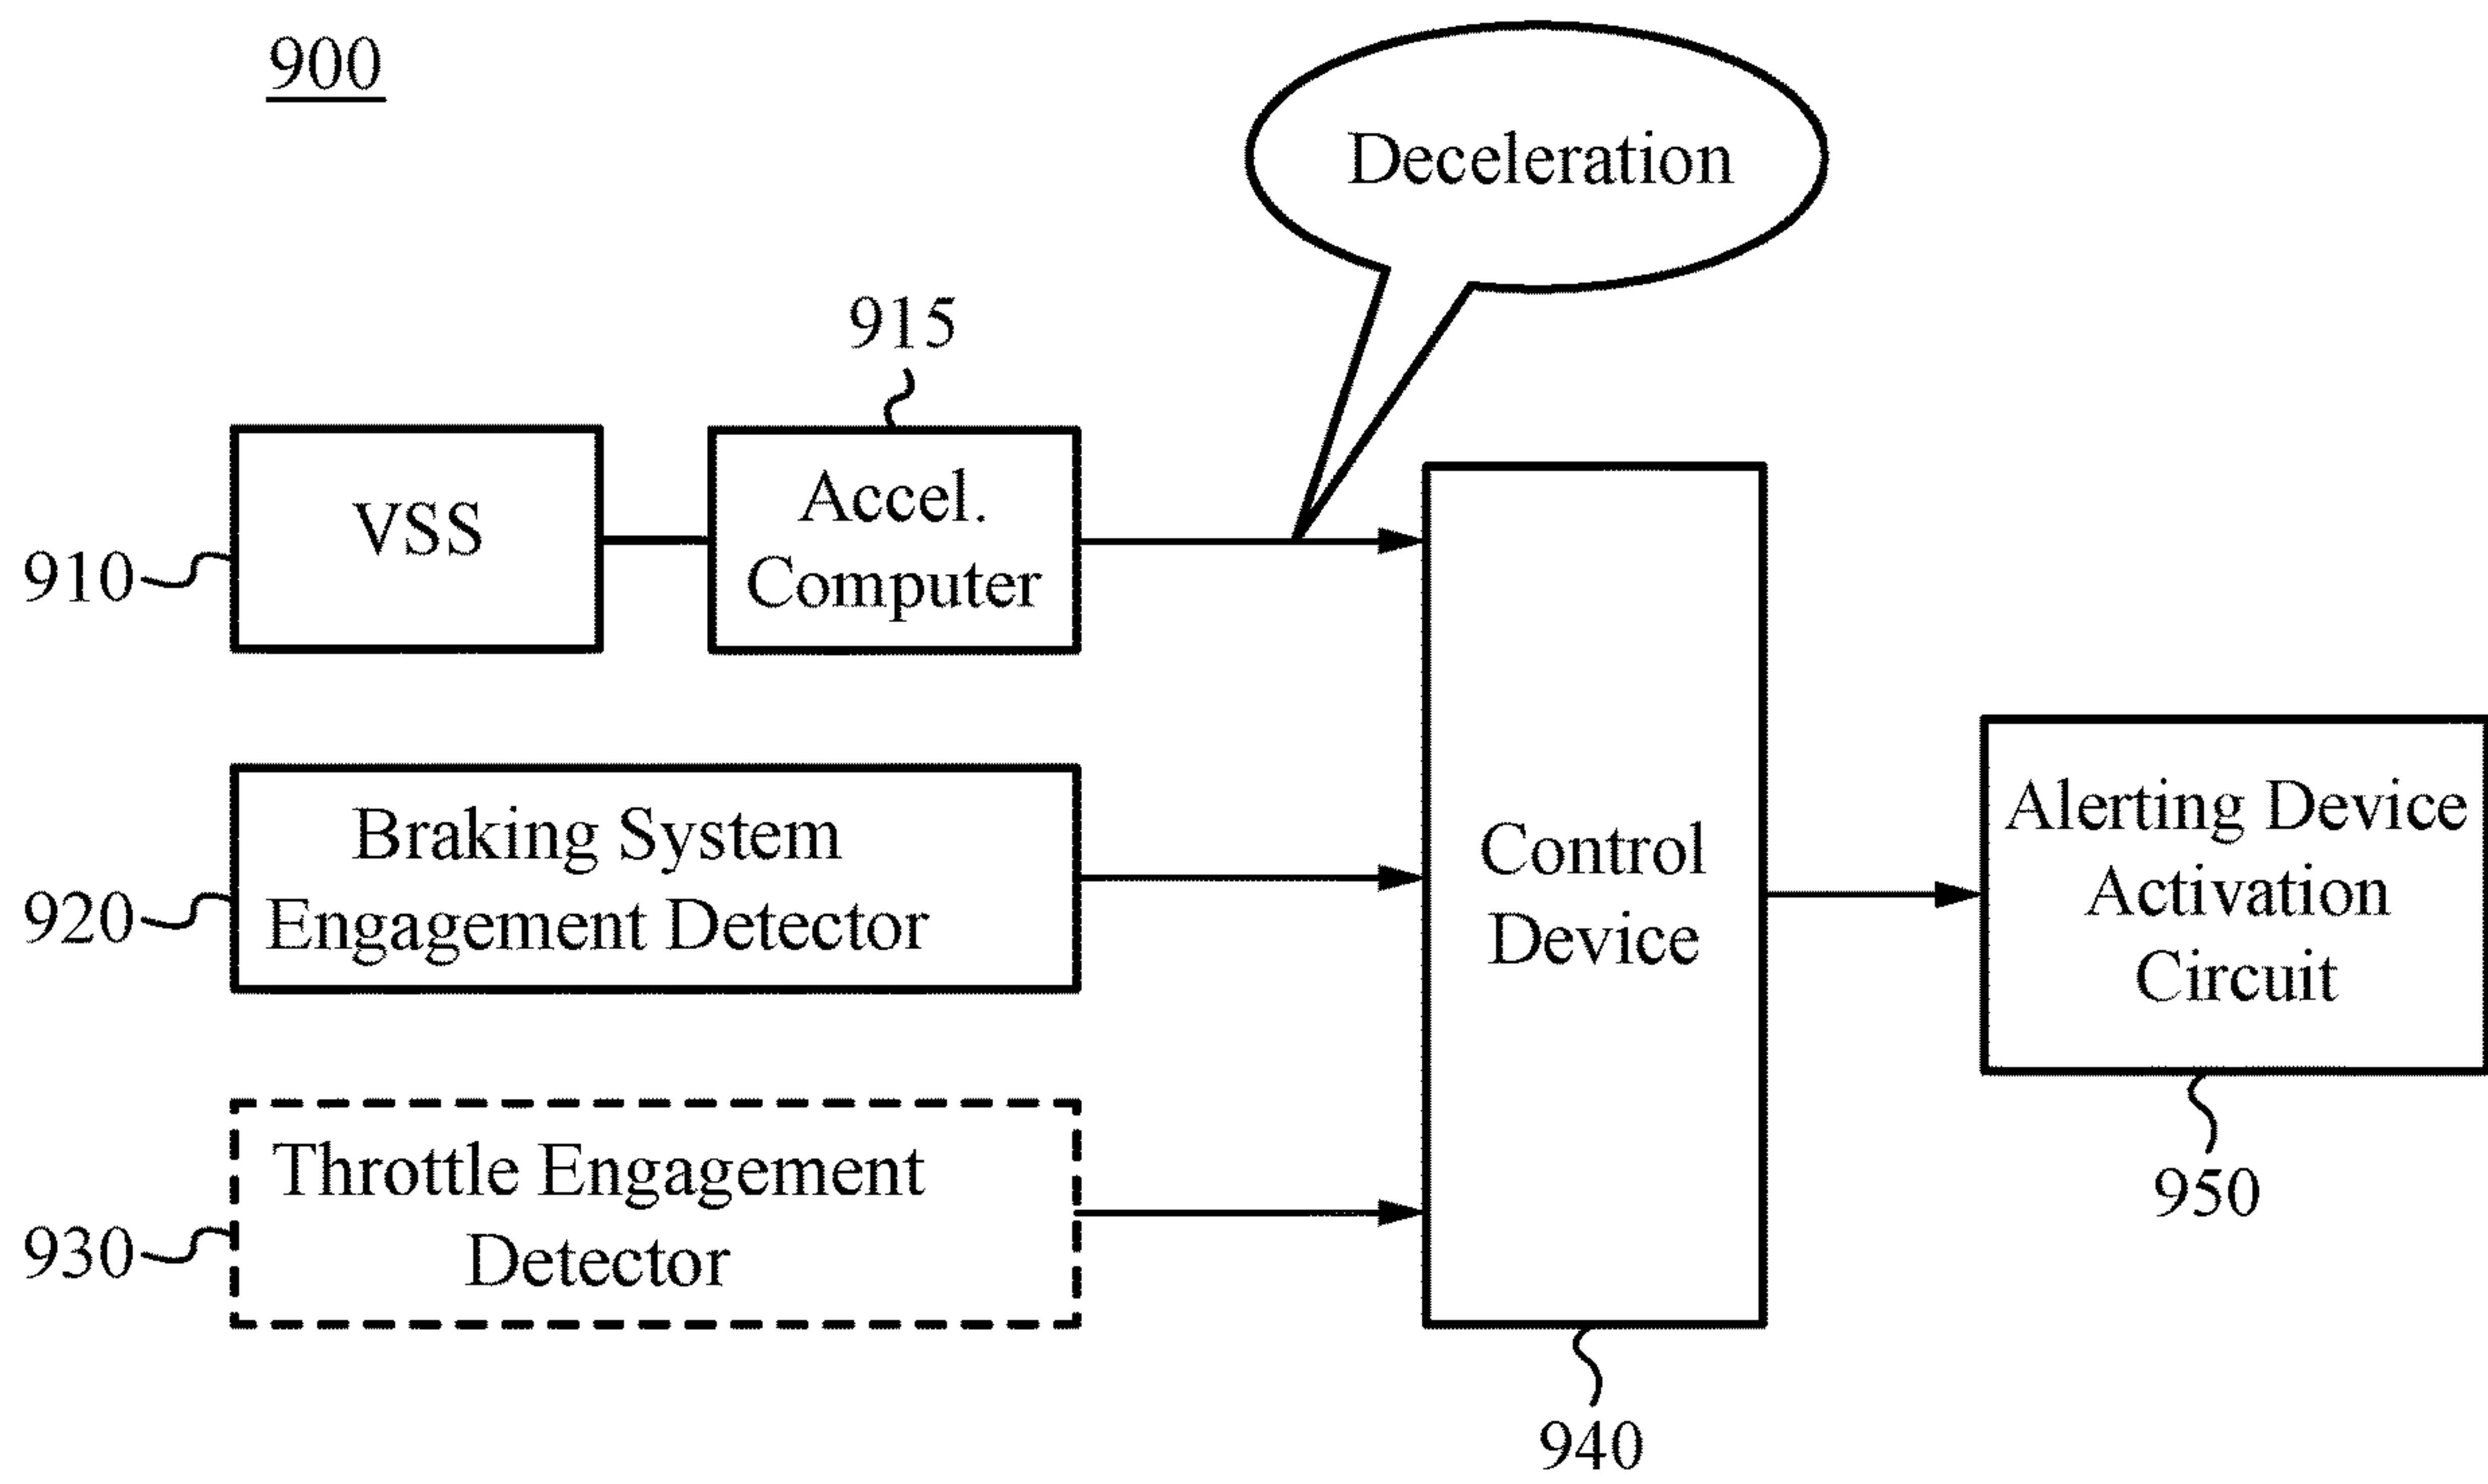 900
Deceleration
915
VSS
Accel.
Computer
910
Braking System
Engagement Detector
920
Control
Device
Alerting Device
Activation
Circuit
Throttle Engagement
Detector
930
950
940